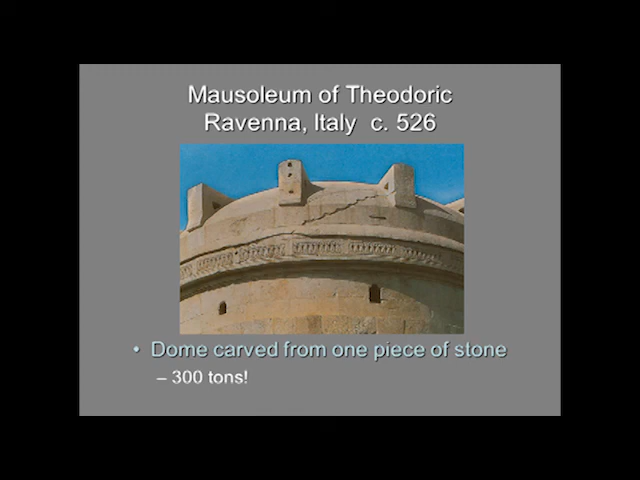 Mausoleum of Theodoric
Ravenna, Italy c. 526
• Dome carved from one piece of stone
– 300 tons!